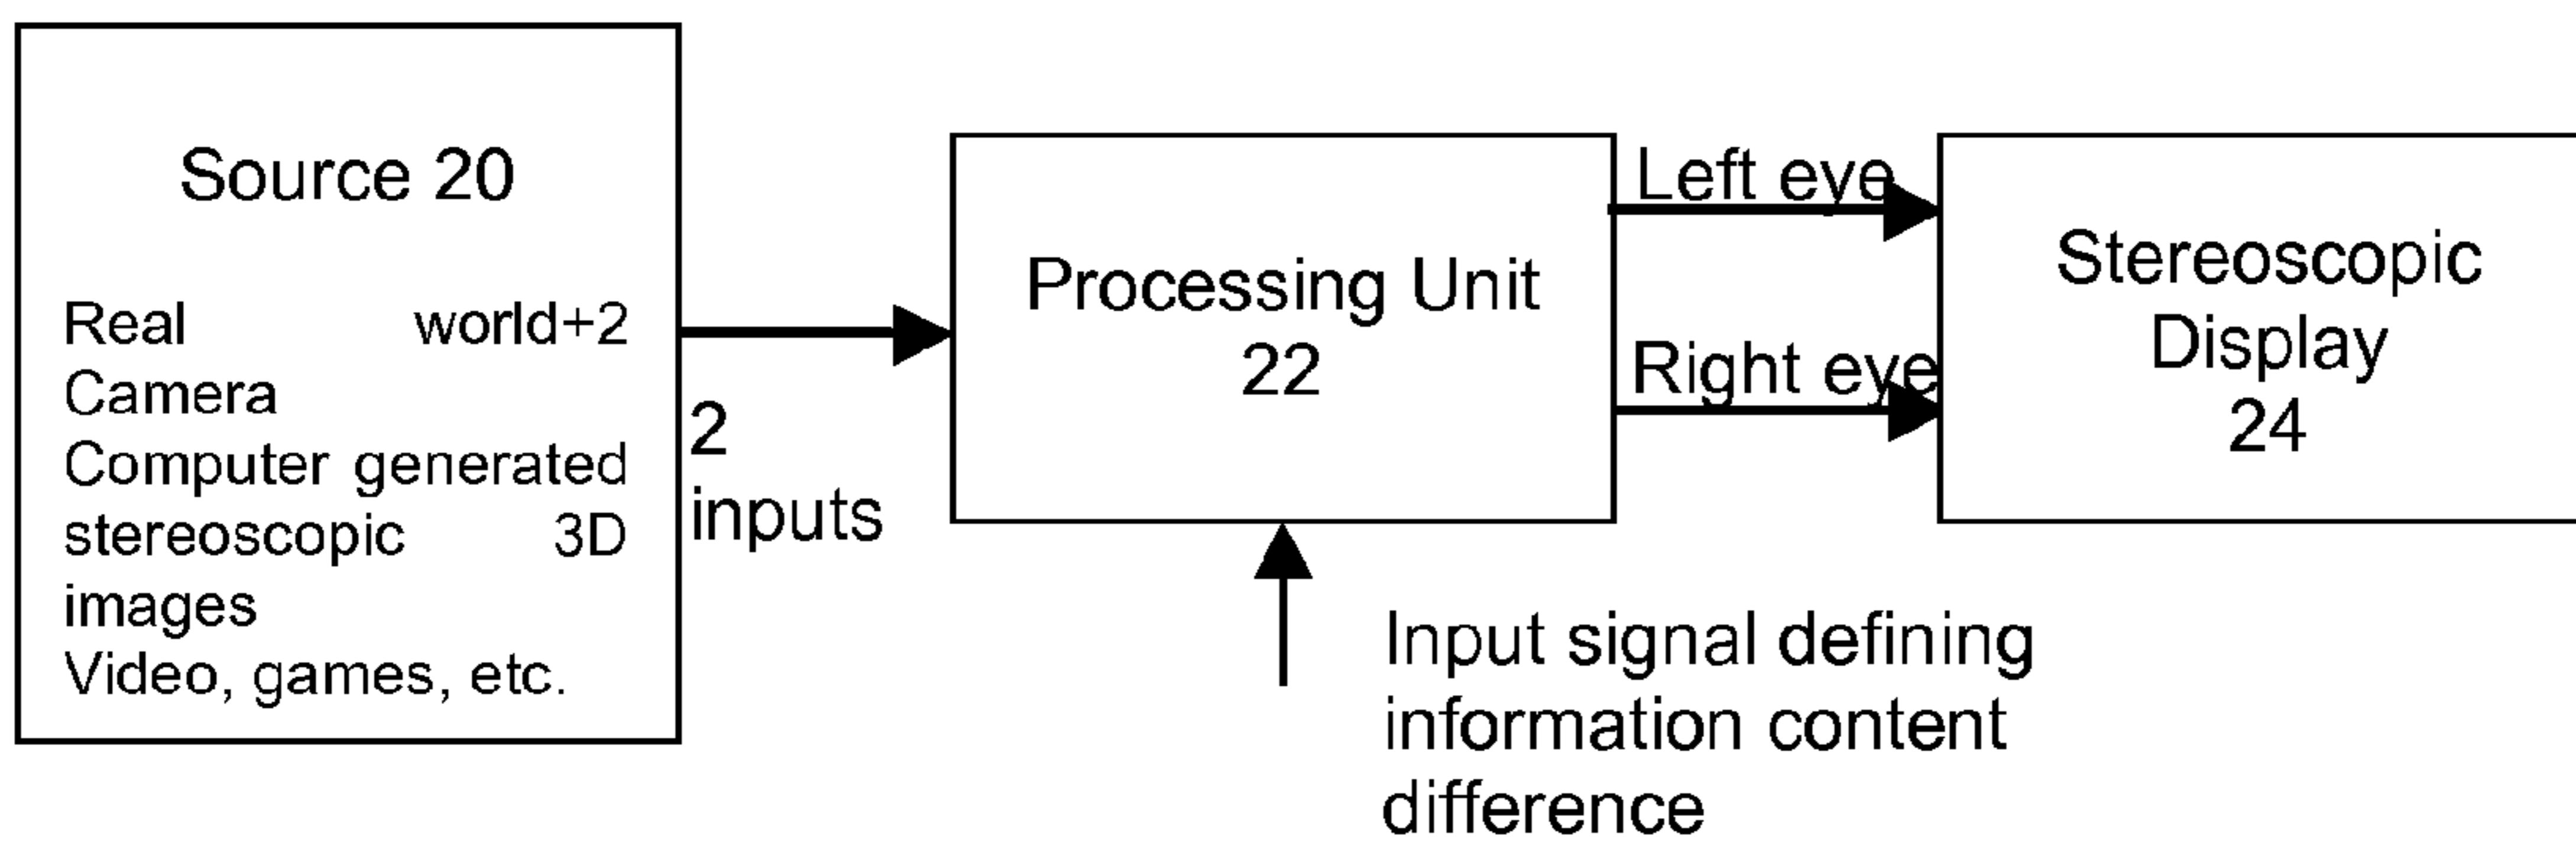 Source 20
Real world+2
Camera
Computer generated
stereoscopic 3D
images
Video, games, etc.
2
inputs
Processing Unit
22
Left eye
Right eye
Stereoscopic
Display
24
Input signal defining
information content
difference